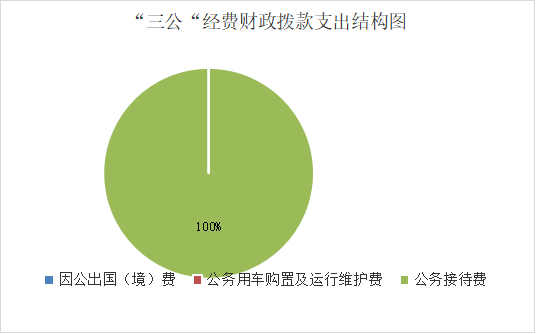 “三公“经费财政拨款支出结构图
100%
因公出国（境）费 公务用车购置及运行维护费 公务接待费